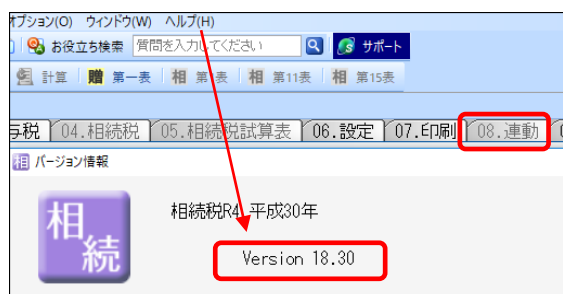 オプション(O) ウィンドウ(W) ヘルプ(H)
お役立ち検索 質問を入力してください サポート
計算 贈 第一表 相 第1表 相 第11表 相 第15表
与税 04.相続税 05.相続税試算表 06.設定 07.印刷 08.連動
相 バージョン情報
相続
相続税R4 平成30年
Version 18.30